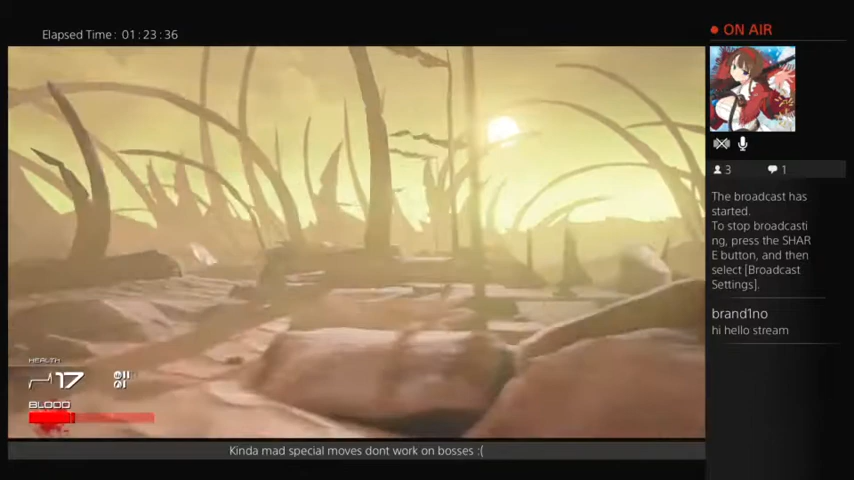 Elapsed Time: 01:23:36
ON AIR
3
1
The broadcast has
started.
To stop broadcasti
ng, press the SHAR
E button, and then
select [Broadcast
Settings].
brand1no
hi hello stream
HEALTH
17
BLOOD
Kinda mad special moves dont work on bosses :(